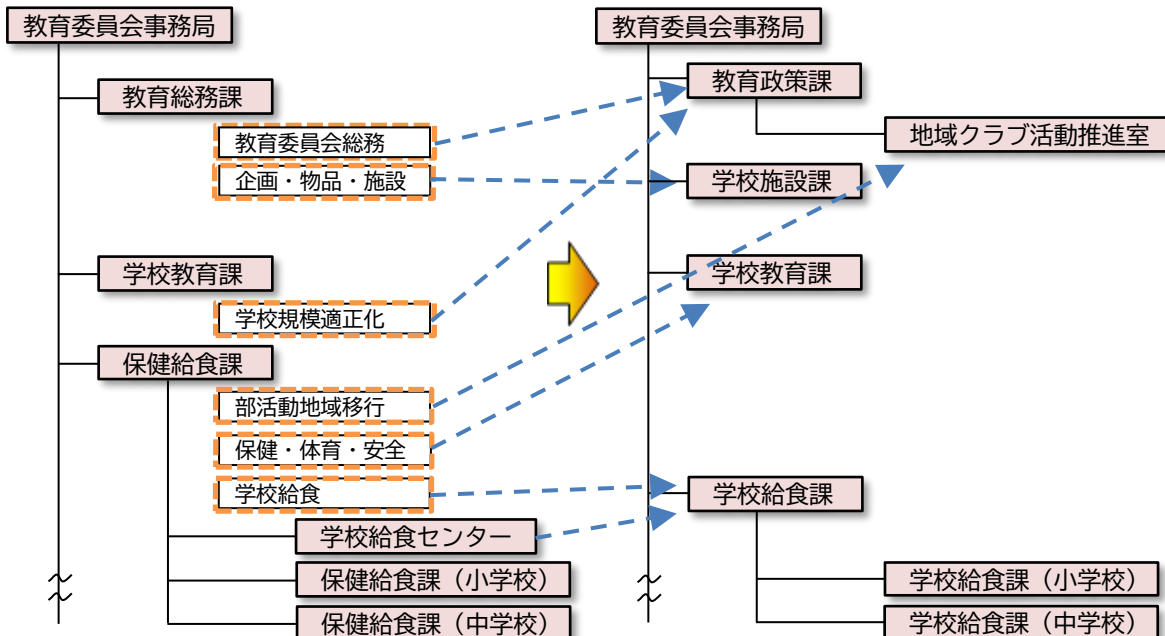 教育委員会事務局
教育総務課
教育委員会総務
企画・物品・施設
学校教育課
学校規模適正化
保健給食課
部活動地域移行
保健・体育・安全
学校給食
学校給食センター
保健給食課（小学校）
保健給食課（中学校）
教育委員会事務局
教育政策課
地域クラブ活動推進室
学校施設課
学校教育課
学校給食課
学校給食課（小学校）
学校給食課（中学校）